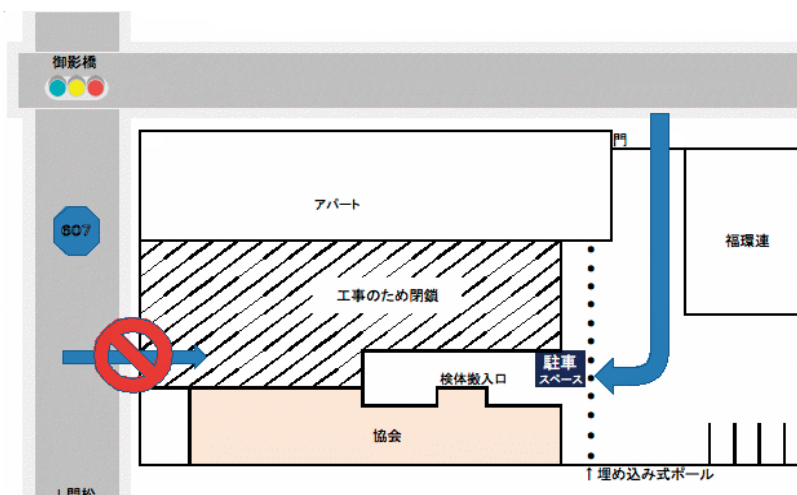 御影橋
門
アパート
607
福環連
工事のため閉鎖
駐車
スペース
検体搬入口
協会
↑埋め込み式ポール